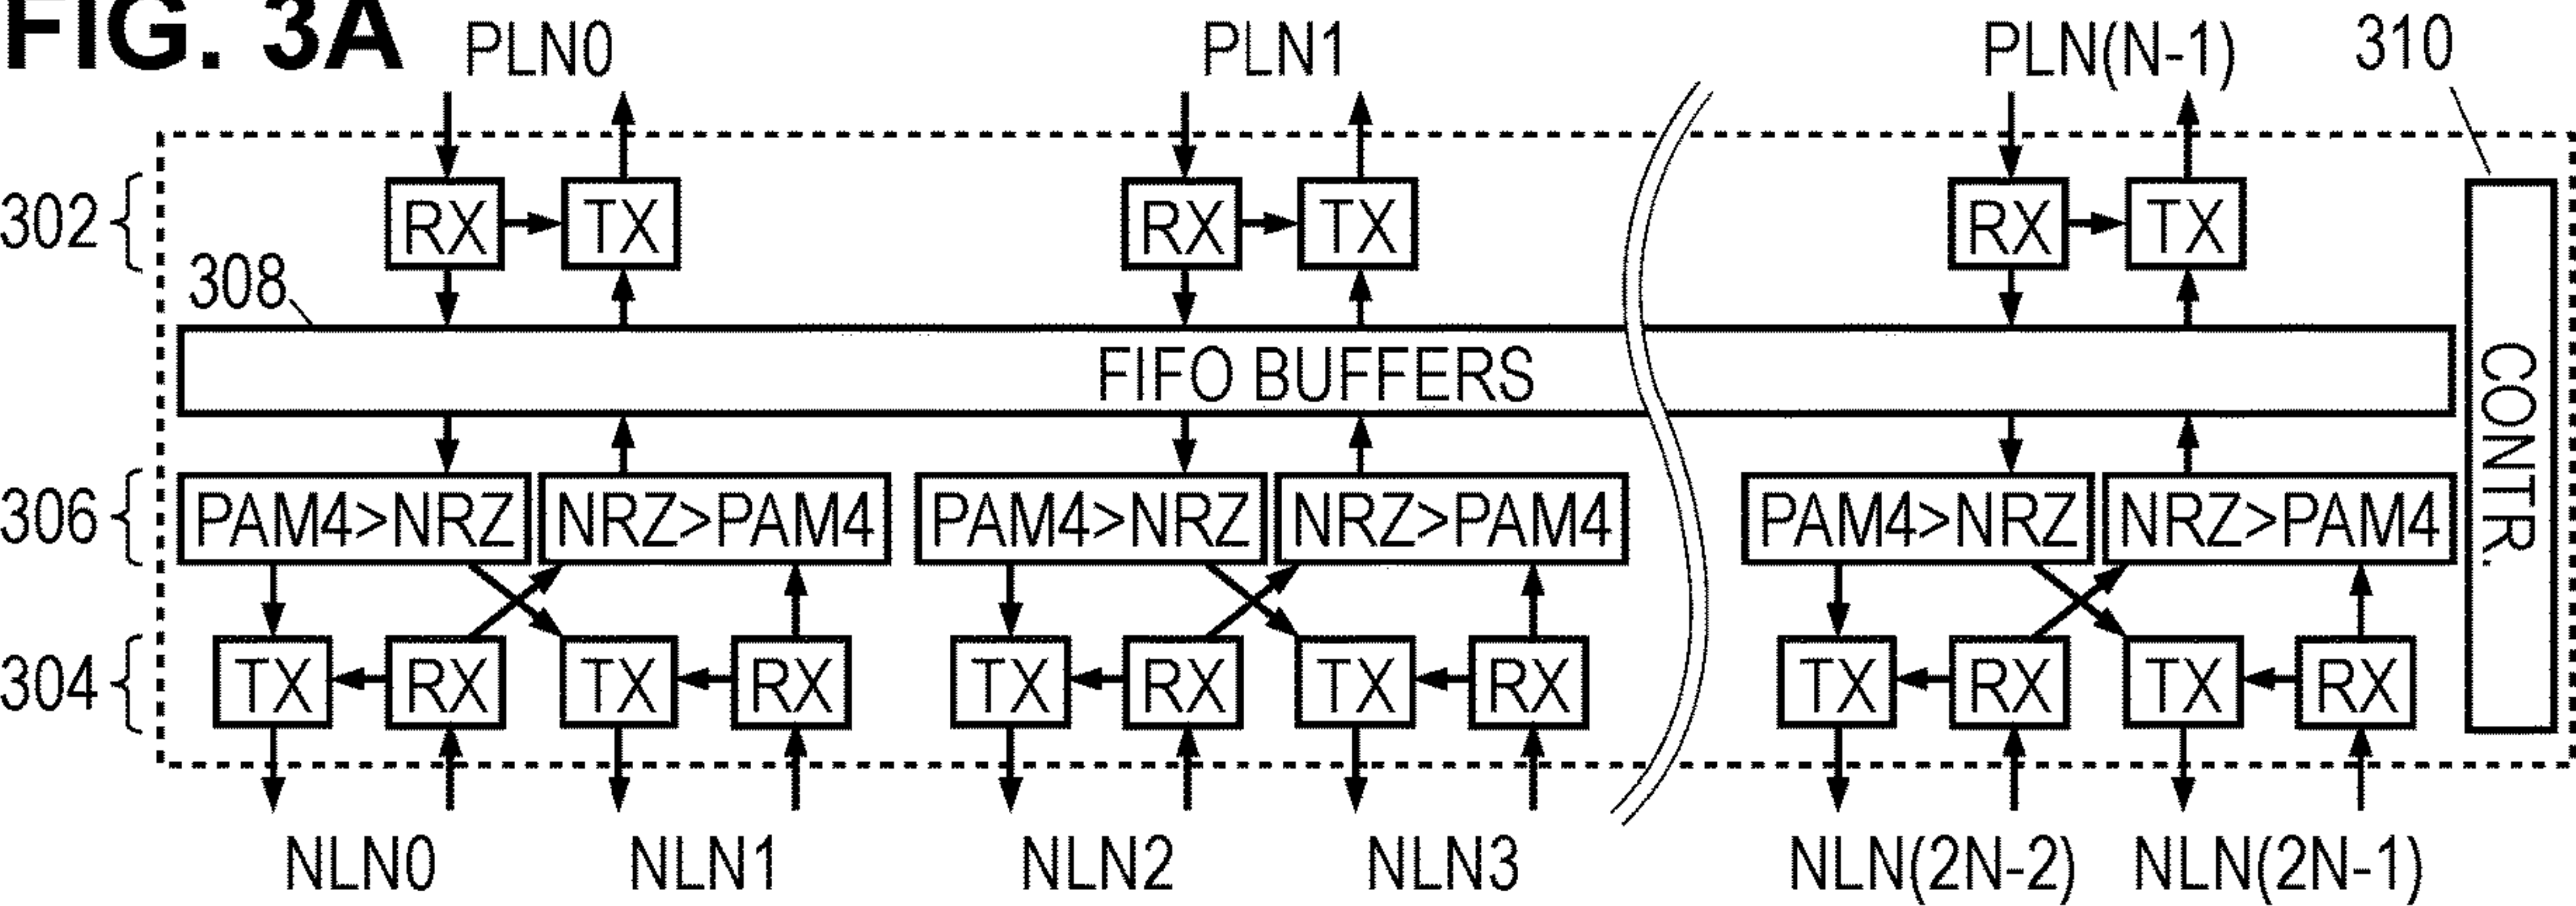 FIG. 3A
PLN0 PLN1 PLN(N-1) 310
302 RX TX RX TX RX TX
308
FIFO BUFFERS
CONTR.
306 PAM4>NRZ NRZ>PAM4 PAM4>NRZ NRZ>PAM4 PAM4>NRZ NRZ>PAM4
304 TX RX TX RX TX RX TX RX TX RX TX RX
NLN0 NLN1 NLN2 NLN3 NLN(2N-2) NLN(2N-1)